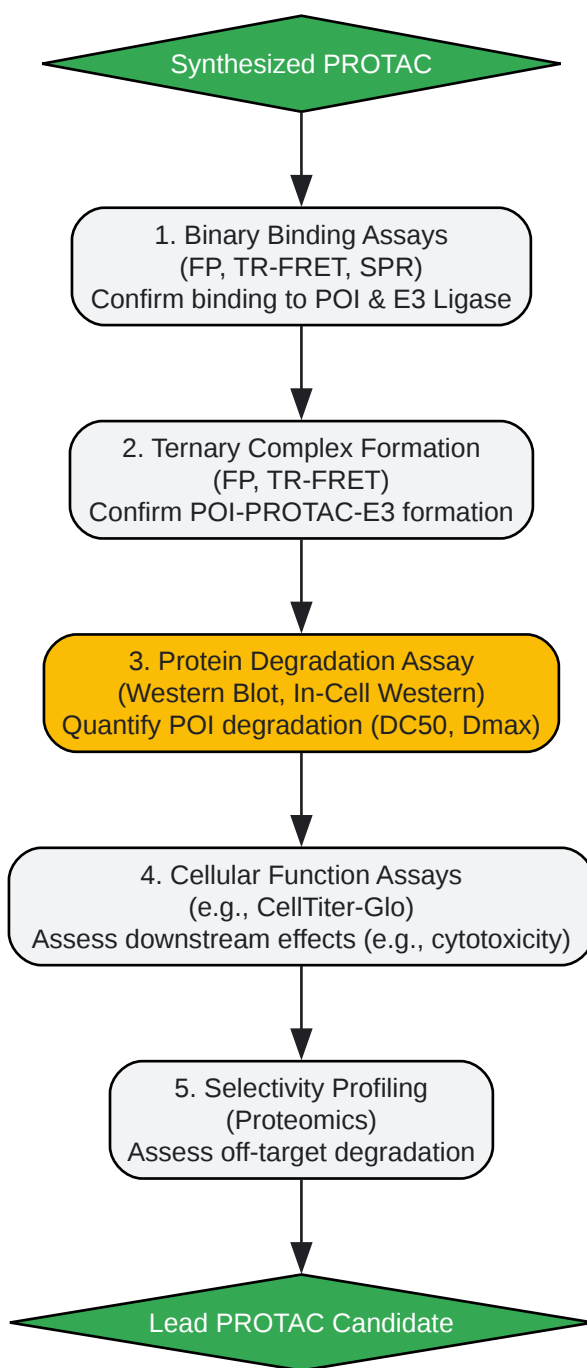 Synthesized PROTAC
1. Binary Binding Assays
(FP, TR-FRET, SPR)
Confirm binding to POI & E3 Ligase
2. Ternary Complex Formation
(FP, TR-FRET)
Confirm POI-PROTAC-E3 formation
3. Protein Degradation Assay
(Western Blot, In-Cell Western)
Quantify POI degradation (DC50, Dmax)
4. Cellular Function Assays
(e.g., CellTiter-Glo)
Assess downstream effects (e.g., cytotoxicity)
5. Selectivity Profiling
(Proteomics)
Assess off-target degradation
Lead PROTAC Candidate